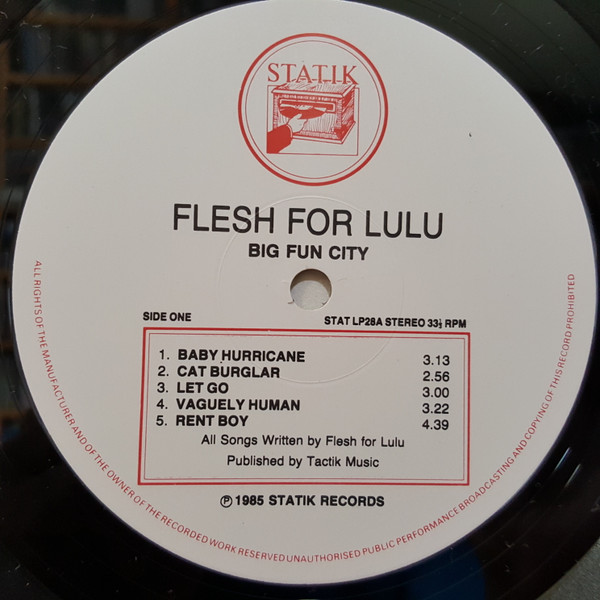 STATIK
FLESH FOR LULU
BIG FUN CITY
SIDE ONE
STAT LP28A STEREO 33⅓ RPM
1. BABY HURRICANE 3.13
2. CAT BURGLAR 2.56
3. LET GO 3.00
4. VAGUELY HUMAN 3.22
5. RENT BOY 4.39
All Songs Written by Flesh for Lulu
Published by Tactik Music
℗ 1985 STATIK RECORDS
ALL RIGHTS OF THE MANUFACTURER AND OF THE OWNER OF THE RECORDED WORK RESERVED UNAUTHORISED PUBLIC PERFORMANCE BROADCASTING AND COPYING OF THIS RECORD PROHIBITED